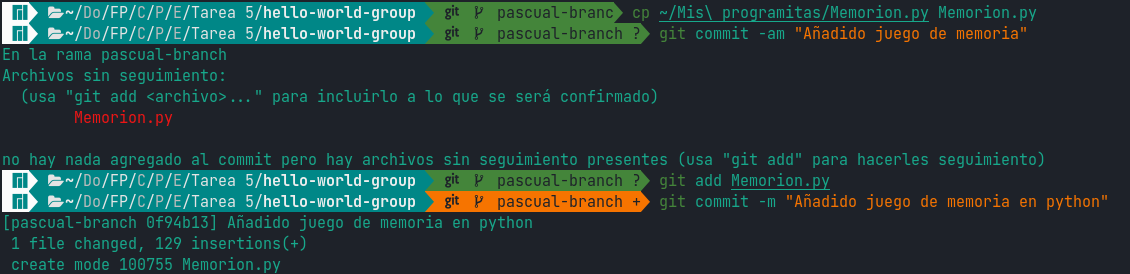 ~/Do/FP/C/P/E/Tarea 5/hello-world-group git pascual-branc cp ~/Mis\ programitas/Memorion.py Memorion.py
~/Do/FP/C/P/E/Tarea 5/hello-world-group git pascual-branch ? git commit -am "Añadido juego de memoria"
En la rama pascual-branch
Archivos sin seguimiento:
(usa "git add <archivo>..." para incluirlo a lo que se será confirmado)
Memorion.py
no hay nada agregado al commit pero hay archivos sin seguimiento presentes (usa "git add" para hacerles seguimiento)
~/Do/FP/C/P/E/Tarea 5/hello-world-group git pascual-branch ? git add Memorion.py
~/Do/FP/C/P/E/Tarea 5/hello-world-group git pascual-branch + git commit -m "Añadido juego de memoria en python"
[pascual-branch 0f94b13] Añadido juego de memoria en python
1 file changed, 129 insertions(+)
create mode 100755 Memorion.py